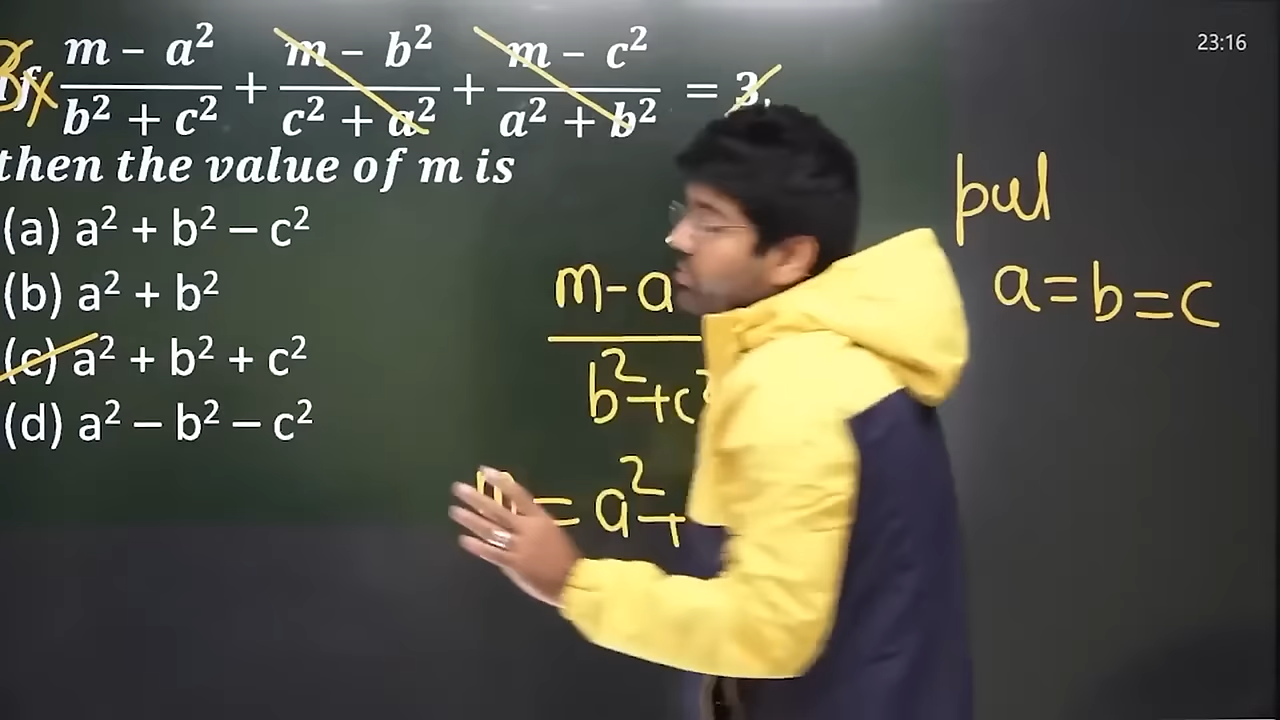 23:16
If (m – a²)/(b² + c²) + (m – b²)/(c² + a²) + (m – c²)/(a² + b²) = 3,
then the value of m is
(a) a² + b² – c²
(b) a² + b²
(c) a² + b² + c²
(d) a² – b² – c²
put
a=b=c
m-a
b²+c²
m = a²+